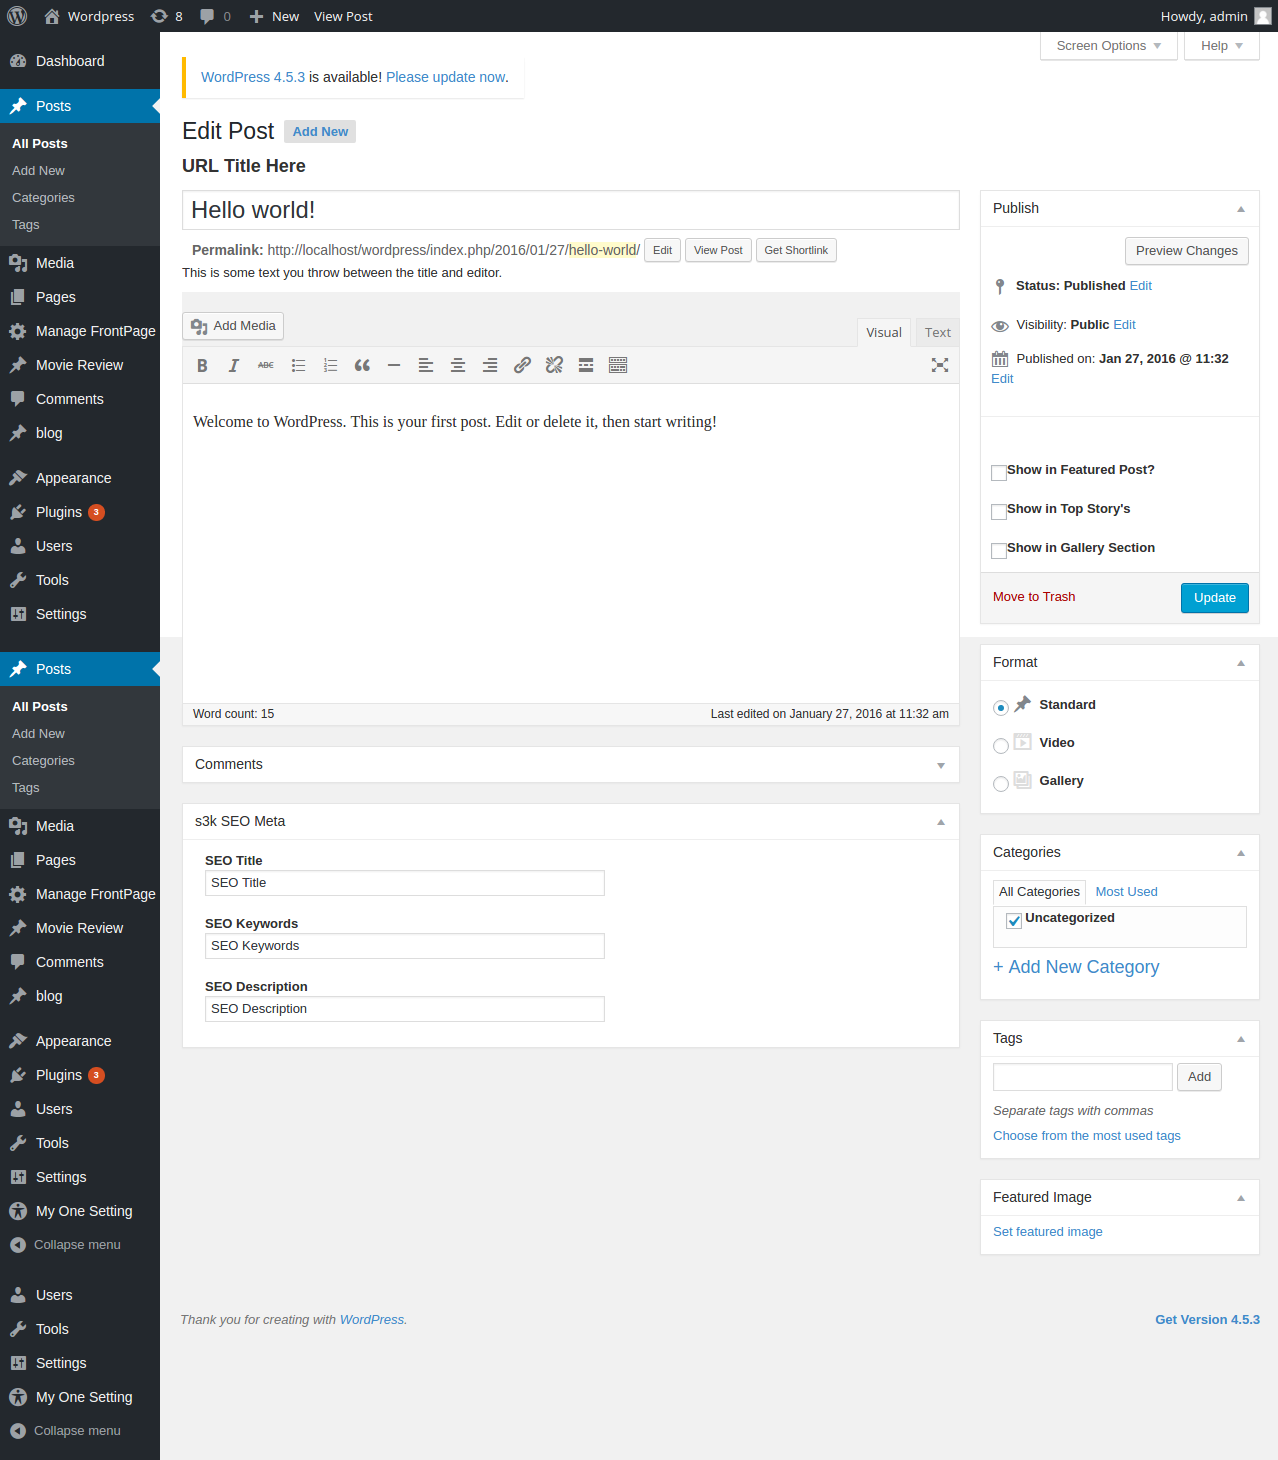 Wordpress 8 0 New View Post Howdy, admin
Screen Options Help
Dashboard
Posts
All Posts
Add New
Categories
Tags
Media
Pages
Manage FrontPage
Movie Review
Comments
blog
Appearance
Plugins 3
Users
Tools
Settings
Posts
All Posts
Add New
Categories
Tags
Media
Pages
Manage FrontPage
Movie Review
Comments
blog
Appearance
Plugins 3
Users
Tools
Settings
My One Setting
Collapse menu
Users
Tools
Settings
My One Setting
Collapse menu
WordPress 4.5.3 is available! Please update now.
Edit Post Add New
URL Title Here
Hello world!
Permalink: http://localhost/wordpress/index.php/2016/01/27/hello-world/ Edit View Post Get Shortlink
This is some text you throw between the title and editor.
Add Media
Visual Text
B I ABC
Welcome to WordPress. This is your first post. Edit or delete it, then start writing!
Word count: 15 Last edited on January 27, 2016 at 11:32 am
Comments
s3k SEO Meta
SEO Title
SEO Title
SEO Keywords
SEO Keywords
SEO Description
SEO Description
Publish
Preview Changes
Status: Published Edit
Visibility: Public Edit
Published on: Jan 27, 2016 @ 11:32
Edit
Show in Featured Post?
Show in Top Story's
Show in Gallery Section
Move to Trash Update
Format
Standard
Video
Gallery
Categories
All Categories Most Used
Uncategorized
+ Add New Category
Tags
Add
Separate tags with commas
Choose from the most used tags
Featured Image
Set featured image
Thank you for creating with WordPress. Get Version 4.5.3